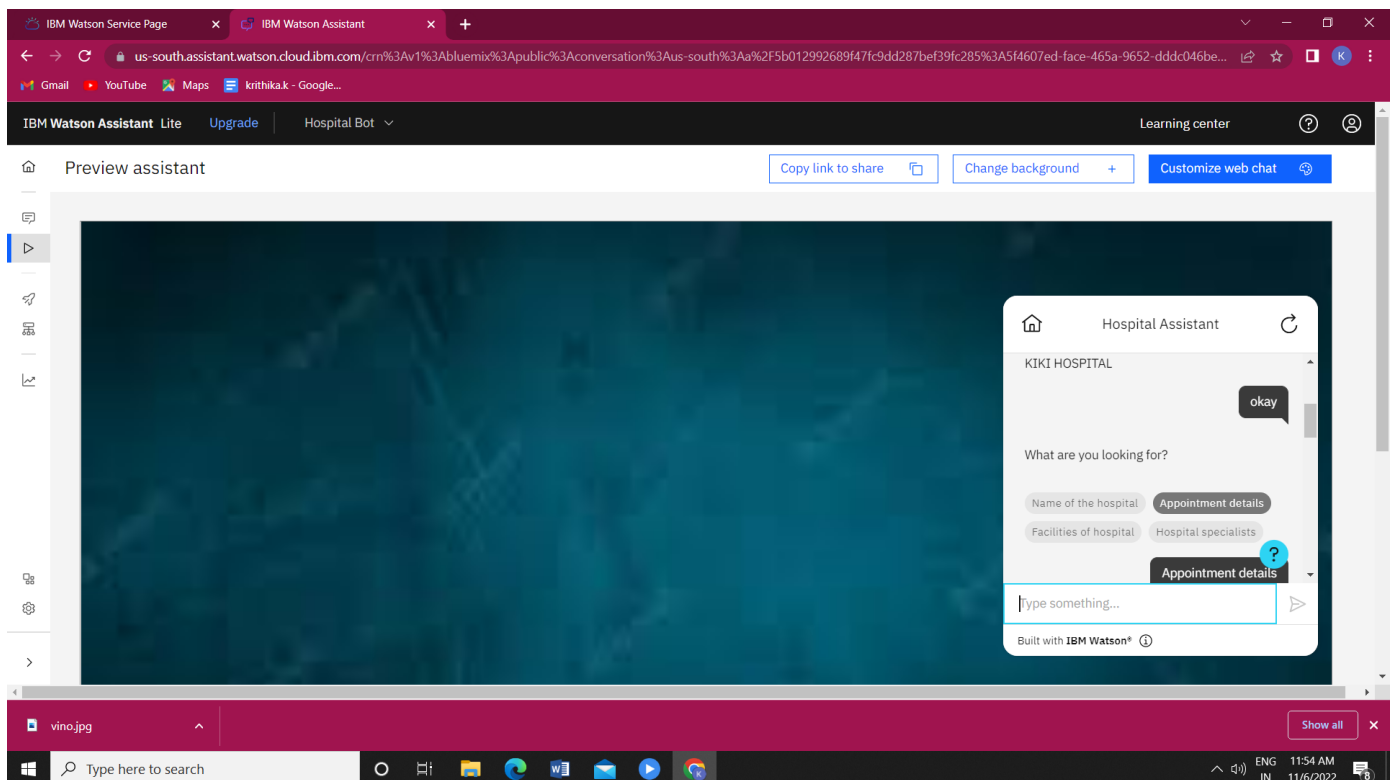 IBM Watson Service Page
IBM Watson Assistant
us-south.assistant.watson.cloud.ibm.com/crn%3Av1%3Abluemix%3Apublic%3Aconversation%3Aus-south%3Aa%2F5b012992689f47fc9dd287bef39fc285%3A5f4607ed-face-465a-9652-dddc046be...
K
Gmail YouTube Maps krithika.k - Google...
IBM Watson Assistant Lite Upgrade Hospital Bot Learning center
Preview assistant Copy link to share Change background + Customize web chat
Hospital Assistant
KIKI HOSPITAL
okay
What are you looking for?
Name of the hospital Appointment details
Facilities of hospital Hospital specialists
?
Appointment details
Type something...
Built with IBM Watson®
vino.jpg Show all
Type here to search
ENG 11:54 AM
IN 11/6/2022 8